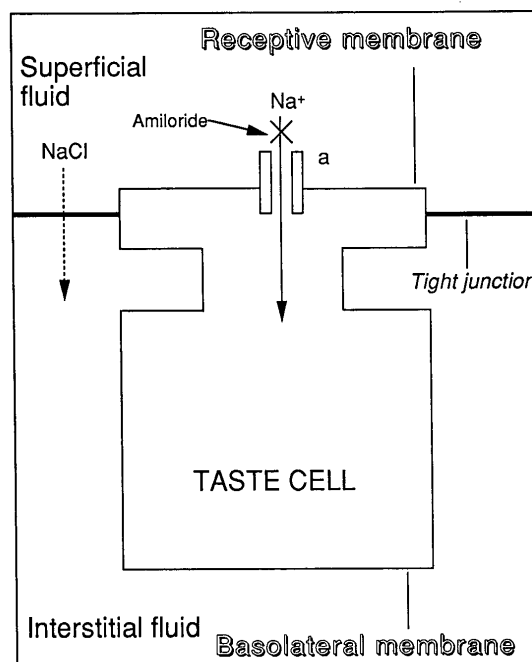 Receptive membrane
Superficial
fluid
Na⁺
Amiloride
NaCl
a
Tight junction
TASTE CELL
Interstitial fluid
Basolateral membrane